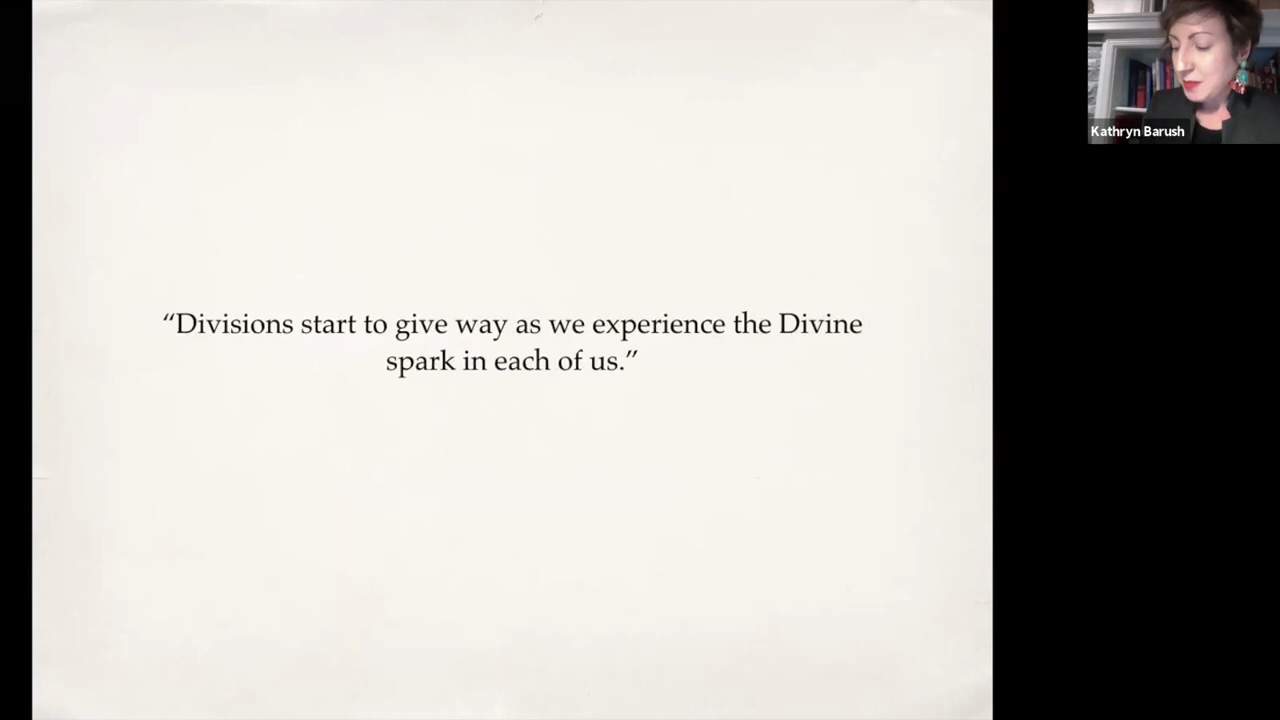 “Divisions start to give way as we experience the Divine
spark in each of us.”
Kathryn Barush